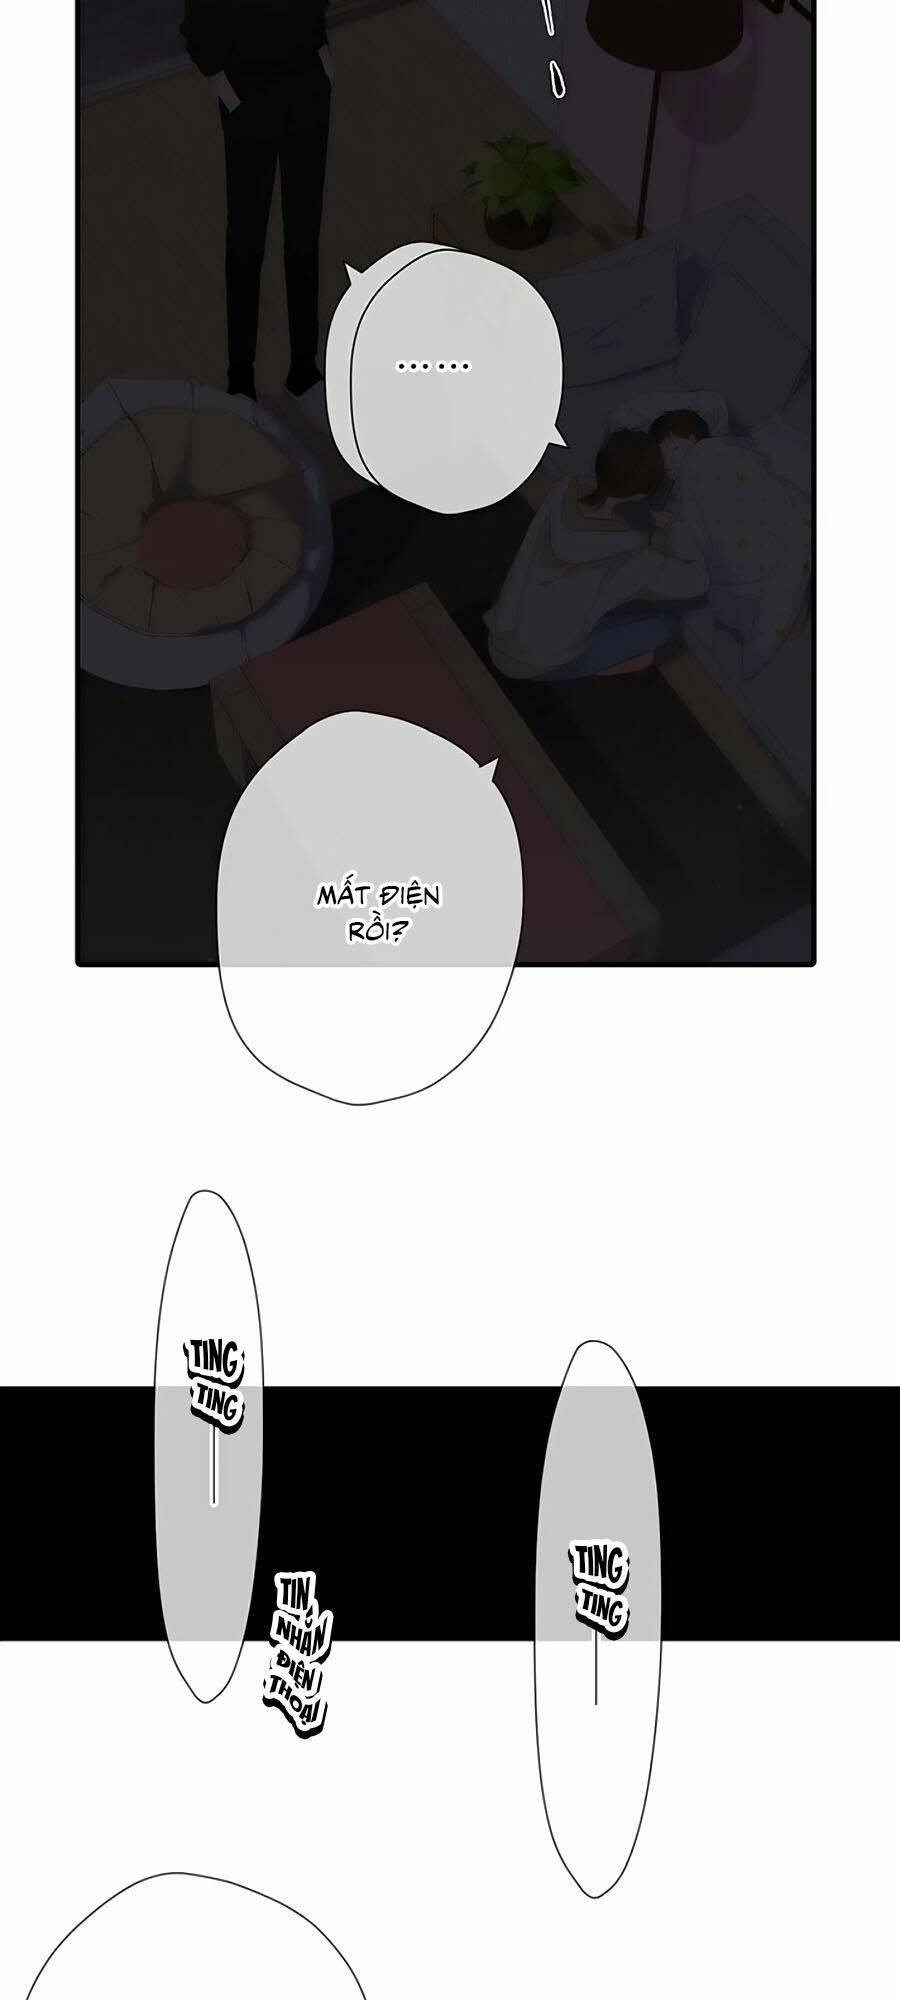 ………
MẤT ĐIỆN
RỒI?
TING
TING
TING
TING
TIN
NHẮN
ĐIỆN
THOẠI